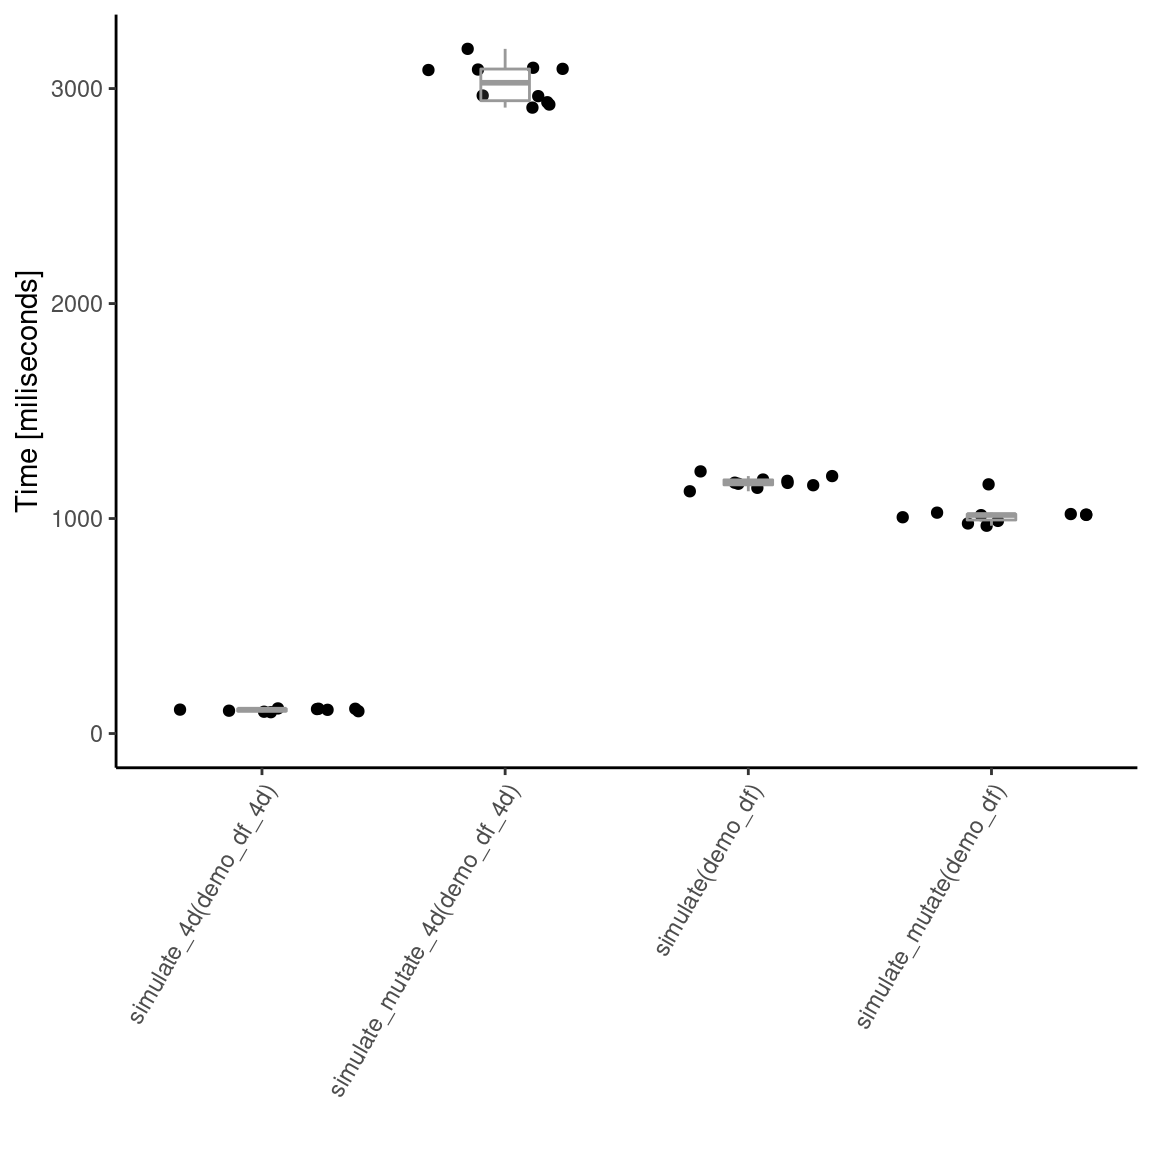 Time [miliseconds]
3000
2000
1000
0
simulate_4d(demo_df_4d)
simulate_mutate_4d(demo_df_4d)
simulate(demo_df)
simulate_mutate(demo_df)